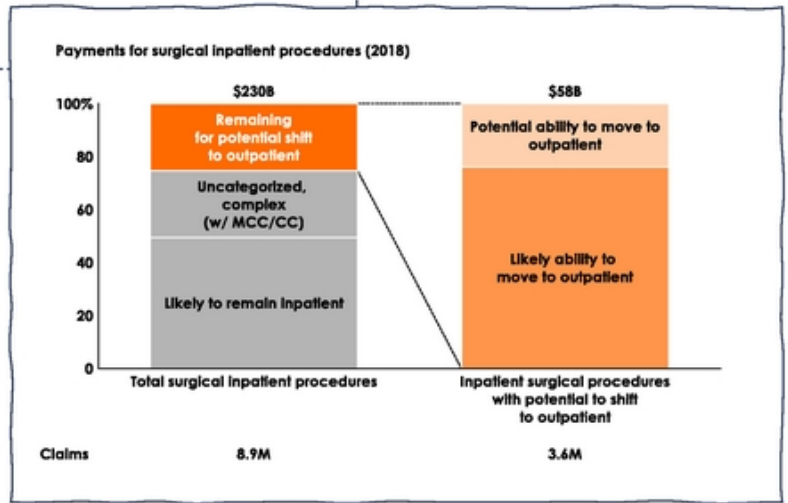 Payments for surgical inpatient procedures (2018)
$230B
$58B
100%
80
60
40
20
0
Remaining
for potential shift
to outpatient
Uncategorized,
complex
(w/ MCC/CC)
Likely to remain inpatient
Potential ability to move to
outpatient
Likely ability to
move to outpatient
Total surgical inpatient procedures
Inpatient surgical procedures
with potential to shift
to outpatient
Claims
8.9M
3.6M